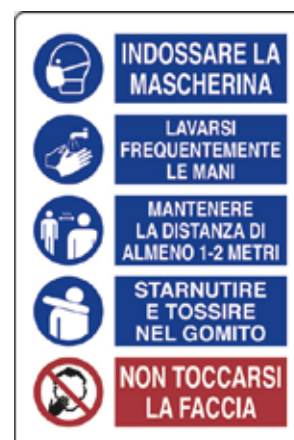 INDOSSARE LA
MASCHERINA
LAVARSI
FREQUENTEMENTE
LE MANI
MANTENERE
LA DISTANZA DI
ALMENO 1-2 METRI
STARNUTIRE
E TOSSIRE
NEL GOMITO
NON TOCCARSI
LA FACCIA